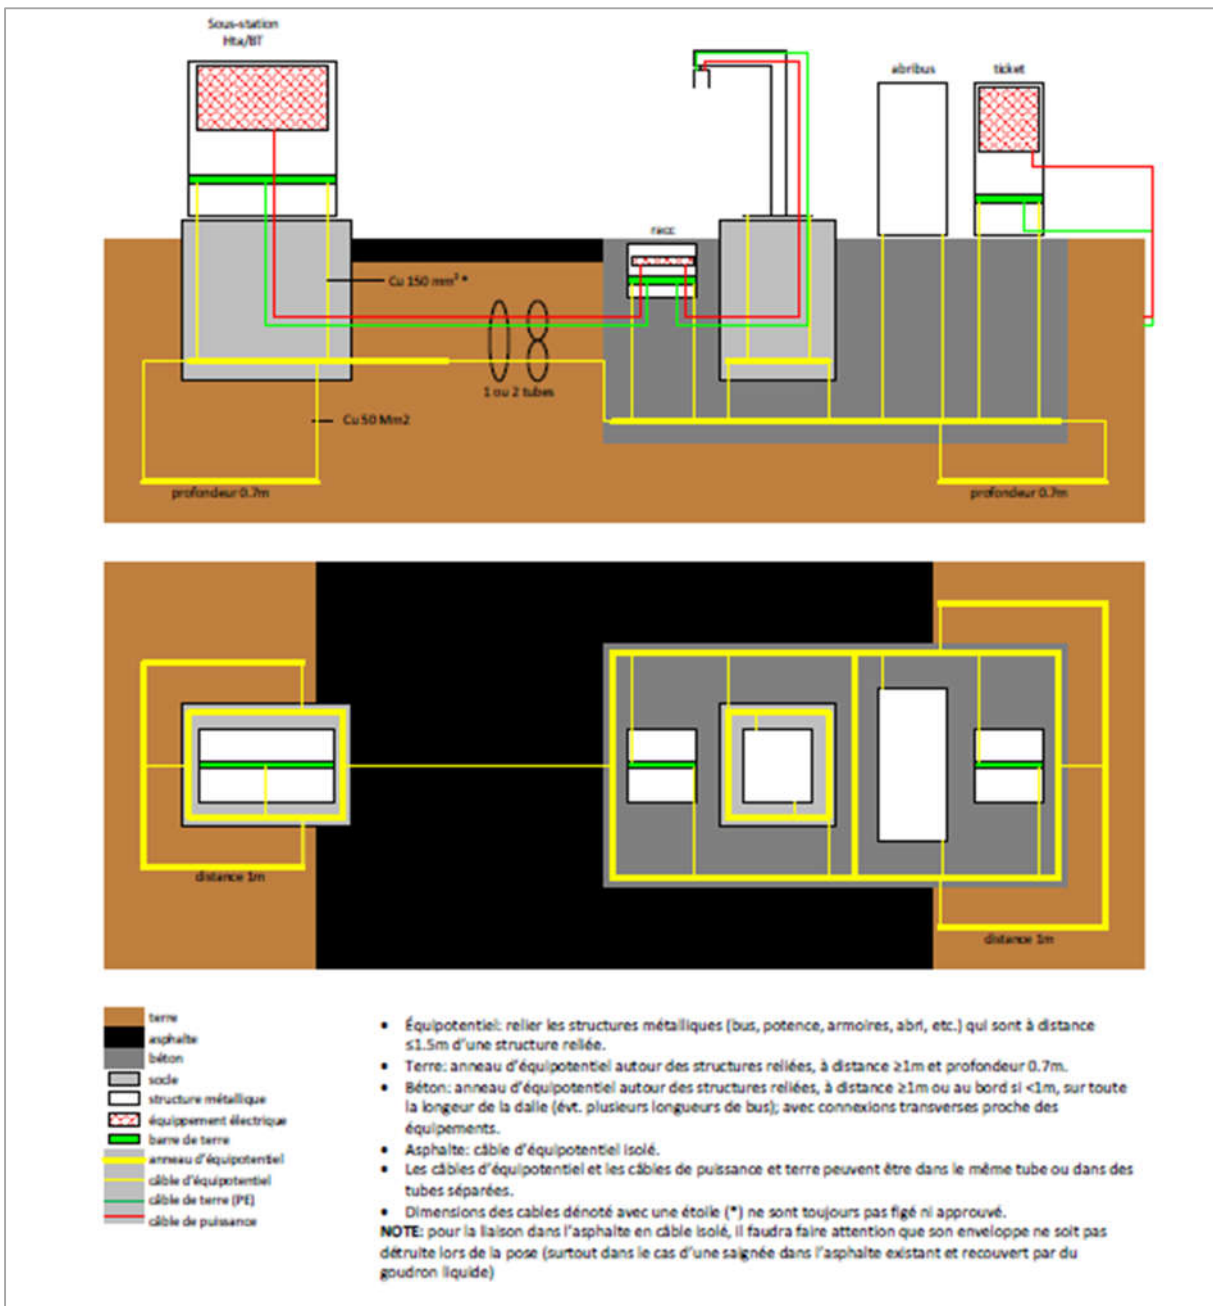 Sous-station
Hta/BT
abribus
ticket
racc
Cu 150 mm² *
1 ou 2 tubes
Cu 50 Mm2
profondeur 0.7m
profondeur 0.7m
distance 1m
distance 1m
terre
asphalte
béton
socle
structure métallique
équippement électrique
barre de terre
anneau d'équipotentiel
câble d'équipotentiel
câble de terre (PE)
câble de puissance
• Équipotentiel: relier les structures métalliques (bus, potence, armoires, abri, etc.) qui sont à distance
≤1.5m d'une structure reliée.
• Terre: anneau d'équipotentiel autour des structures reliées, à distance ≥1m et profondeur 0.7m.
• Béton: anneau d'équipotentiel autour des structures reliées, à distance ≥1m ou au bord si <1m, sur toute
la longeur de la dalle (évt. plusieurs longueurs de bus); avec connexions transverses proche des
équipements.
• Asphalte: câble d'équipotentiel isolé.
• Les câbles d'équipotentiel et les câbles de puissance et terre peuvent être dans le même tube ou dans des
tubes séparées.
• Dimensions des cables dénoté avec une étoile (*) ne sont toujours pas figé ni approuvé.
NOTE: pour la liaison dans l'asphalte en câble isolé, il faudra faire attention que son enveloppe ne soit pas
détruite lors de la pose (surtout dans le cas d'une saignée dans l'asphalte existant et recouvert par du
goudron liquide)